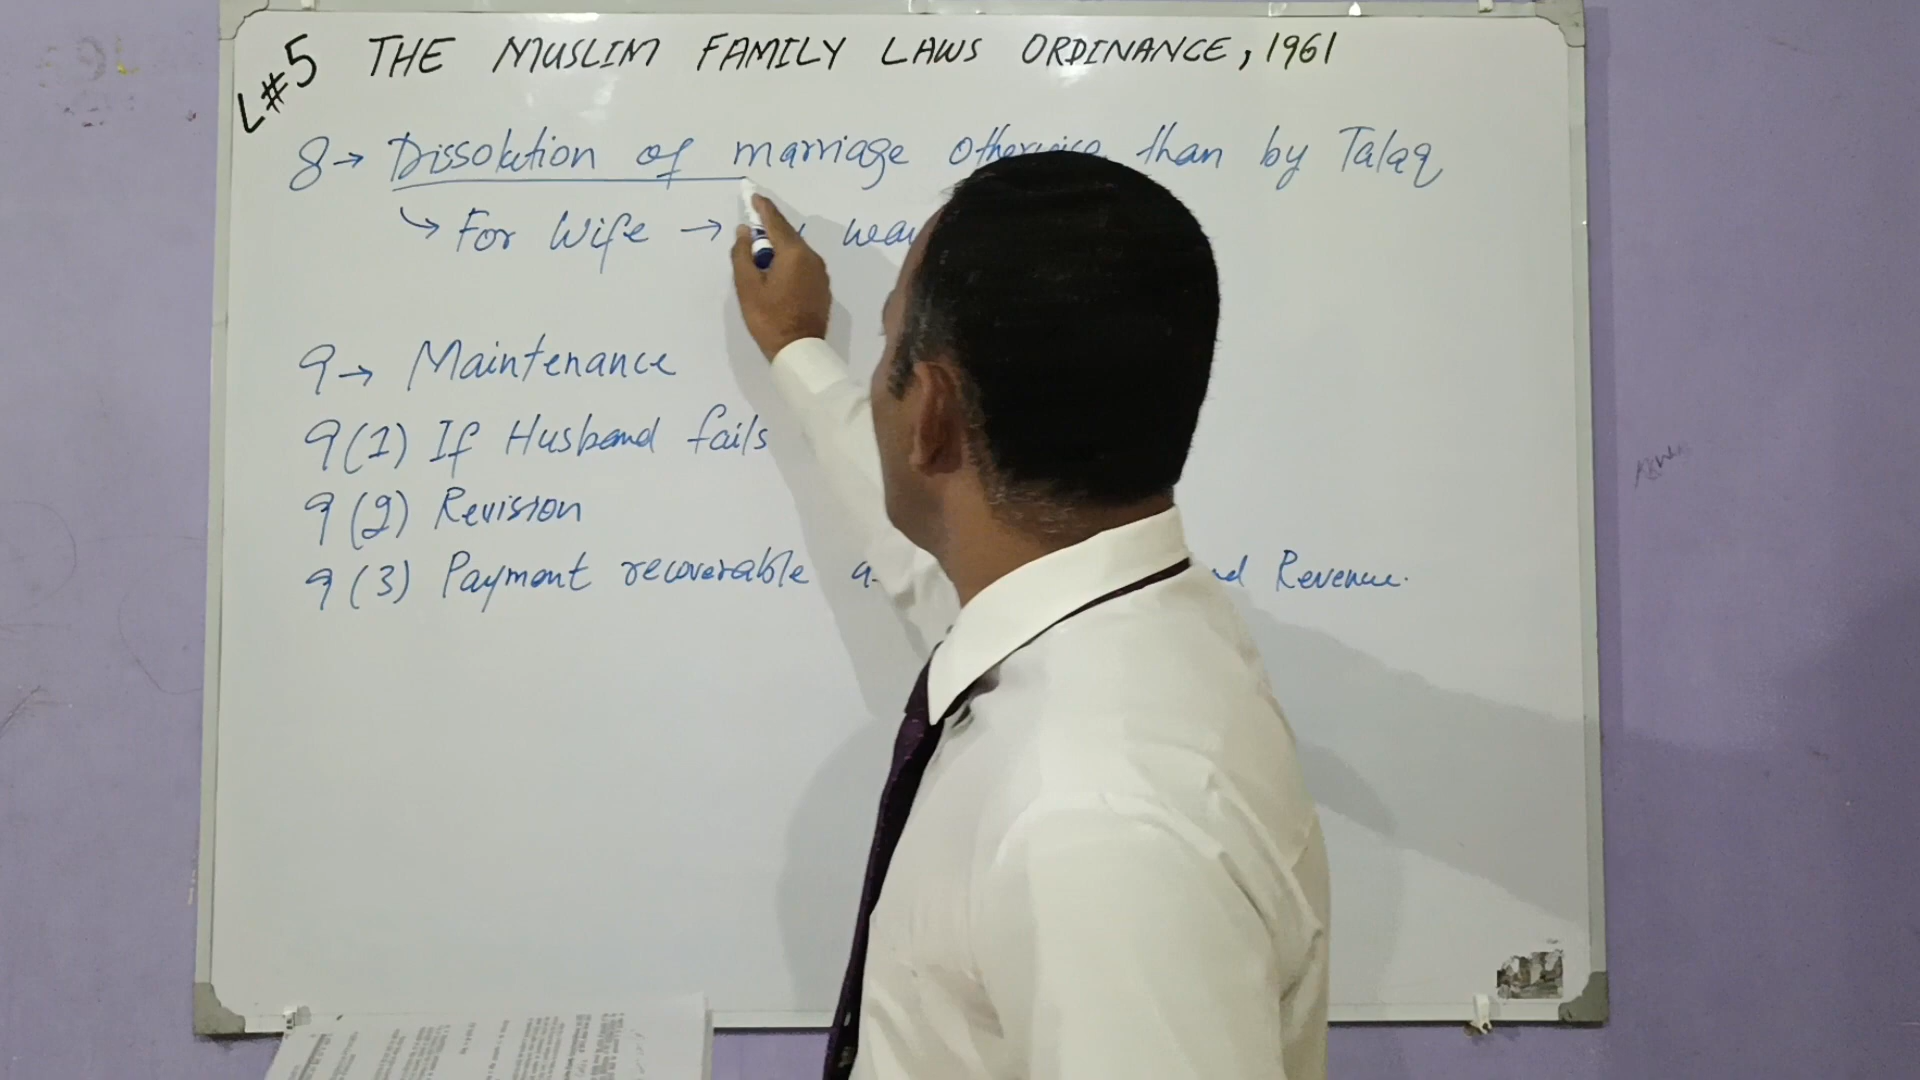 L#5 THE MUSLIM FAMILY LAWS ORDINANCE, 1961
8→ Dissolution of marriage otherwise than by Talaq
↳ For Wife →
9→ Maintenance
9(1) If Husband fails
9(2) Revision
9(3) Payment recoverable Revenue.